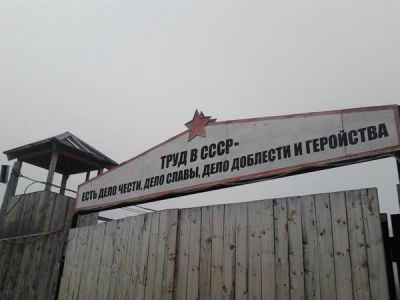 ТРУД В СССР-
ЕСТЬ ДЕЛО ЧЕСТИ, ДЕЛО СЛАВЫ, ДЕЛО ДОБЛЕСТИ И ГЕРОЙСТВА